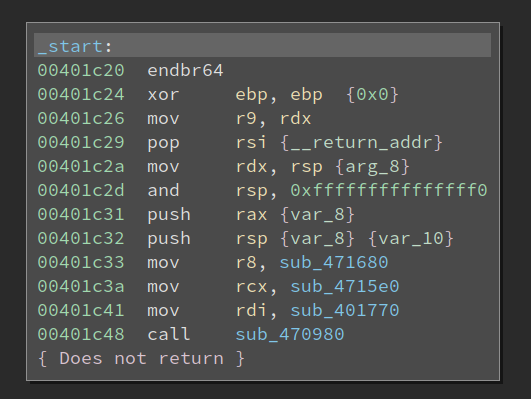 _start:
00401c20  endbr64
00401c24  xor     ebp, ebp  {0x0}
00401c26  mov     r9, rdx
00401c29  pop     rsi {__return_addr}
00401c2a  mov     rdx, rsp {arg_8}
00401c2d  and     rsp, 0xfffffffffffffff0
00401c31  push    rax {var_8}
00401c32  push    rsp {var_8} {var_10}
00401c33  mov     r8, sub_471680
00401c3a  mov     rcx, sub_4715e0
00401c41  mov     rdi, sub_401770
00401c48  call    sub_470980
{ Does not return }